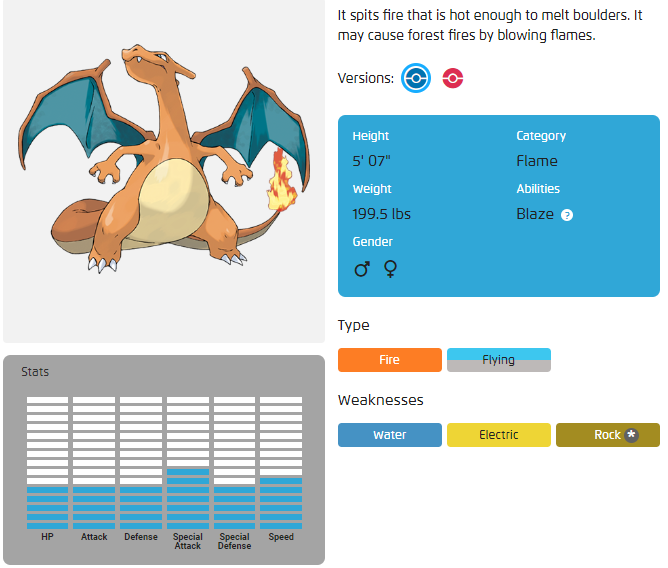 It spits fire that is hot enough to melt boulders. It
may cause forest fires by blowing flames.
Versions:
Height
5' 07"
Weight
199.5 lbs
Gender
Category
Flame
Abilities
Blaze ?
Type
Fire
Flying
Weaknesses
Water
Electric
Rock *
Stats
HP
Attack
Defense
Special
Attack
Special
Defense
Speed